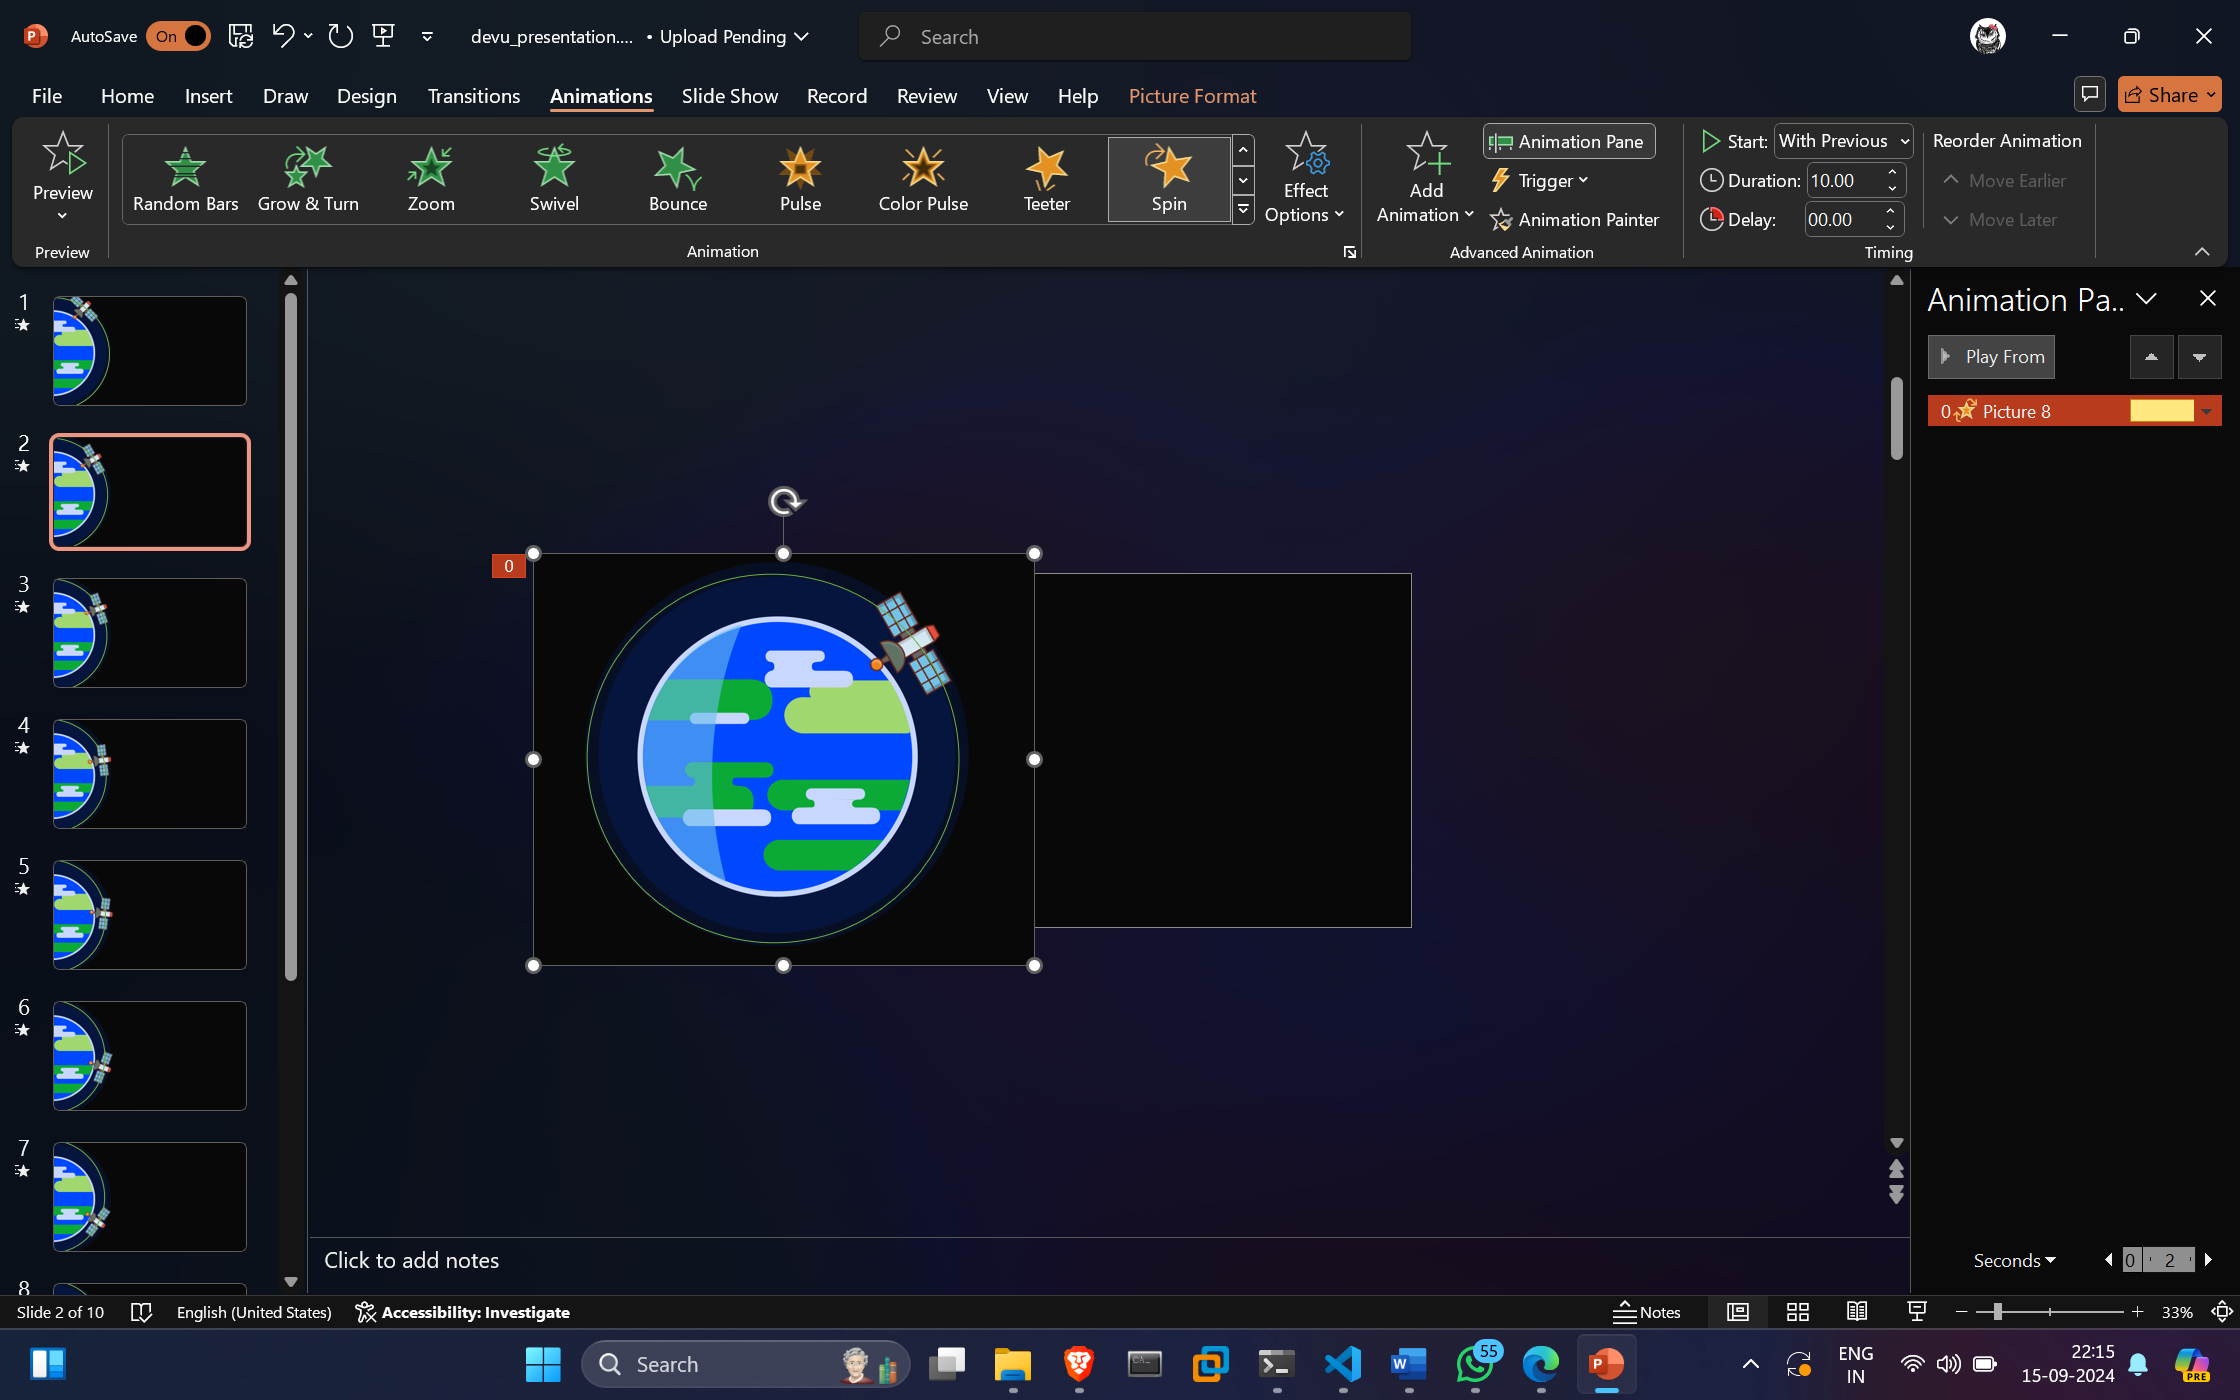 AutoSave On devu_presentation.... • Upload Pending Search
File Home Insert Draw Design Transitions Animations Slide Show Record Review View Help Picture Format Share
Preview
Preview
Random Bars Grow & Turn Zoom Swivel Bounce Pulse Color Pulse Teeter Spin
Animation
Effect
Options
Add
Animation
Animation Pane
Trigger
Animation Painter
Advanced Animation
Start: With Previous
Duration: 10.00
Delay: 00.00
Timing
Reorder Animation
Move Earlier
Move Later
1
2
3
4
5
6
7
8
0
Animation Pa..
Play From
0 Picture 8
Seconds 0 2
Click to add notes
Slide 2 of 10 English (United States) Accessibility: Investigate Notes 33%
Search 55 ENG
IN
22:15
15-09-2024
PRE